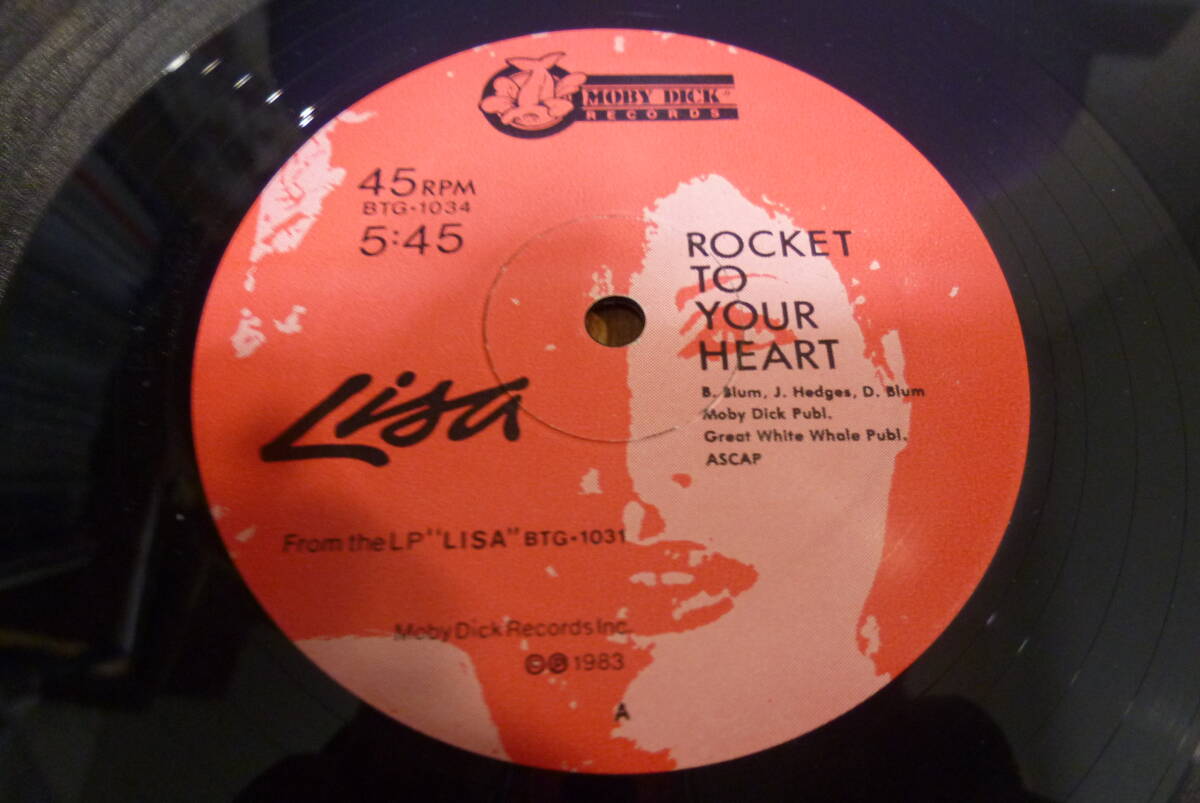 MOBY DICK
RECORDS
45 RPM
BTG-1034
5:45
ROCKET
TO
YOUR
HEART
B. Blum, J. Hedges, D. Blum
Moby Dick Publ.
Great White Whale Publ.
ASCAP
Lisa
From the LP "LISA" BTG-1031
Moby Dick Records Inc.
©℗ 1983
A